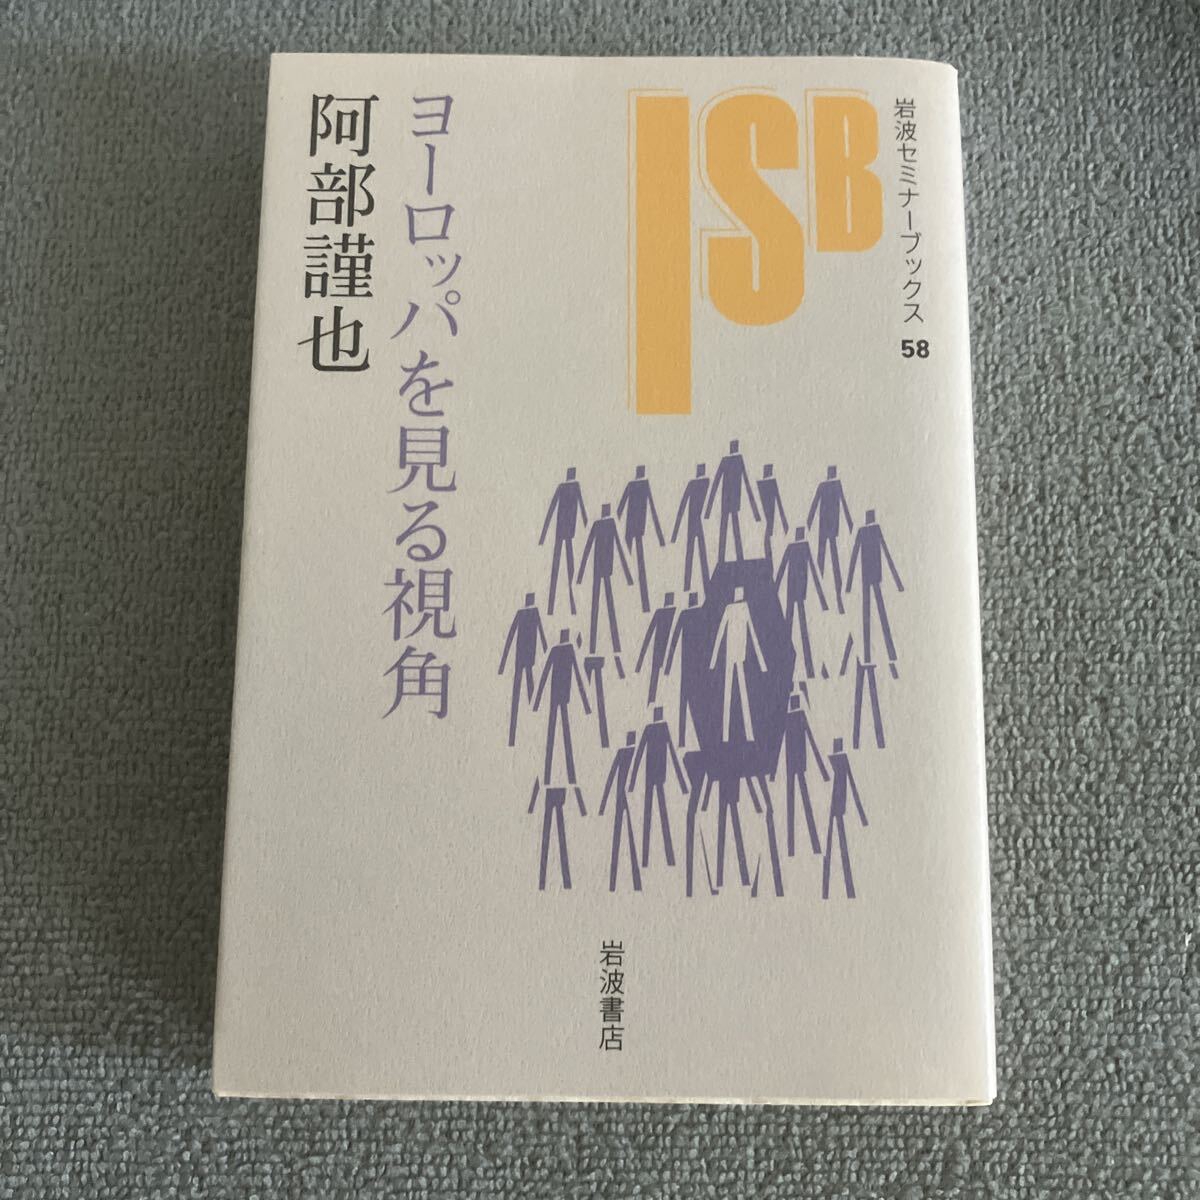 岩波セミナーブックス 58
ISB
ヨーロッパを見る視角
阿部謹也
岩波書店